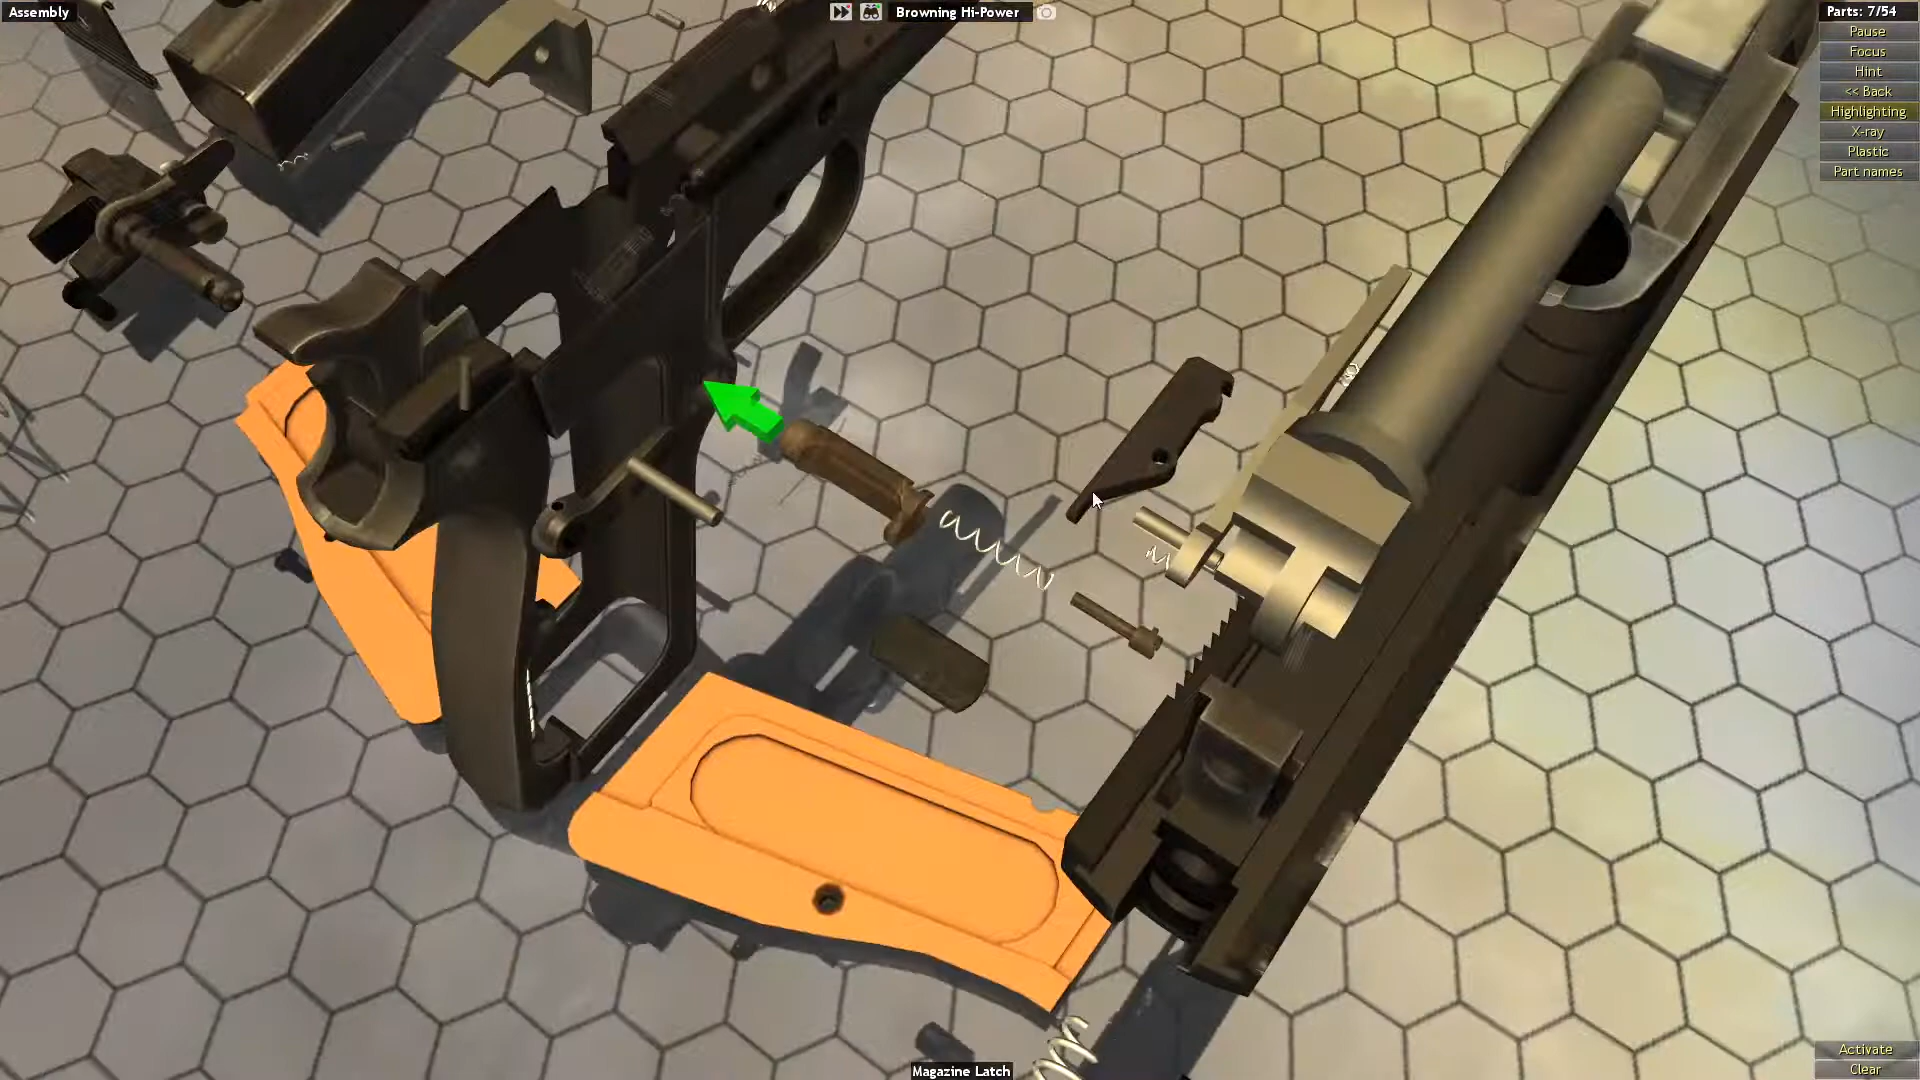 Assembly
Browning Hi-Power
Parts: 7/54
Pause
Focus
Hint
<< Back
Highlighting
X-ray
Plastic
Part names
Magazine Latch
Activate
Clear